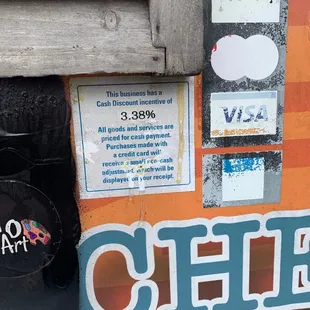 This business has a
Cash Discount incentive of
3.38%
All goods and services are
priced for cash payment.
Purchases made with
a credit card will
receive a small non-cash
adjustment, which will be
displayed on your receipt.
VISA
VISA
Art
CHE